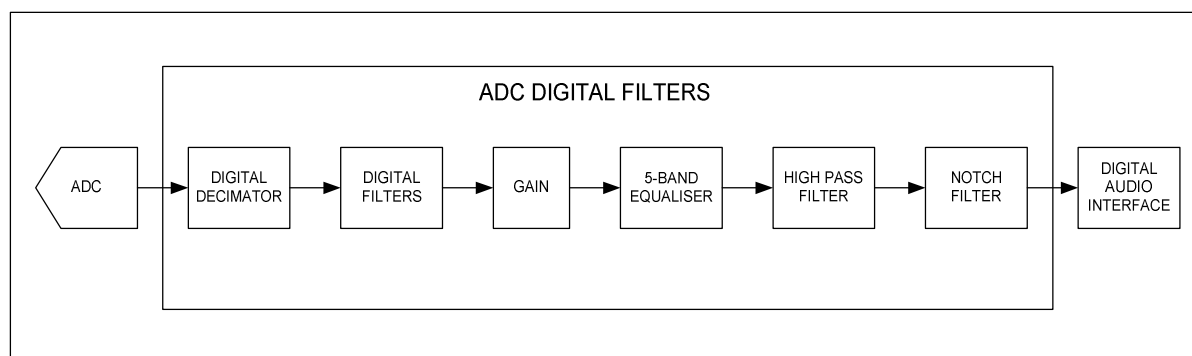 ADC DIGITAL FILTERS
ADC
DIGITAL
DECIMATOR
DIGITAL
FILTERS
GAIN
5-BAND
EQUALISER
HIGH PASS
FILTER
NOTCH
FILTER
DIGITAL
AUDIO
INTERFACE